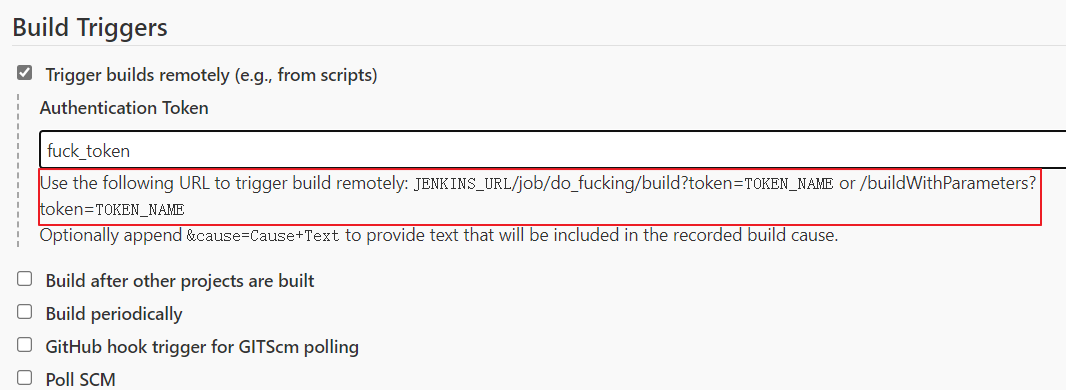 Build Triggers
Trigger builds remotely (e.g., from scripts)
Authentication Token
fuck_token
Use the following URL to trigger build remotely: JENKINS_URL/job/do_fucking/build?token=TOKEN_NAME or /buildWithParameters?
token=TOKEN_NAME
Optionally append &cause=Cause+Text to provide text that will be included in the recorded build cause.
Build after other projects are built
Build periodically
GitHub hook trigger for GITScm polling
Poll SCM